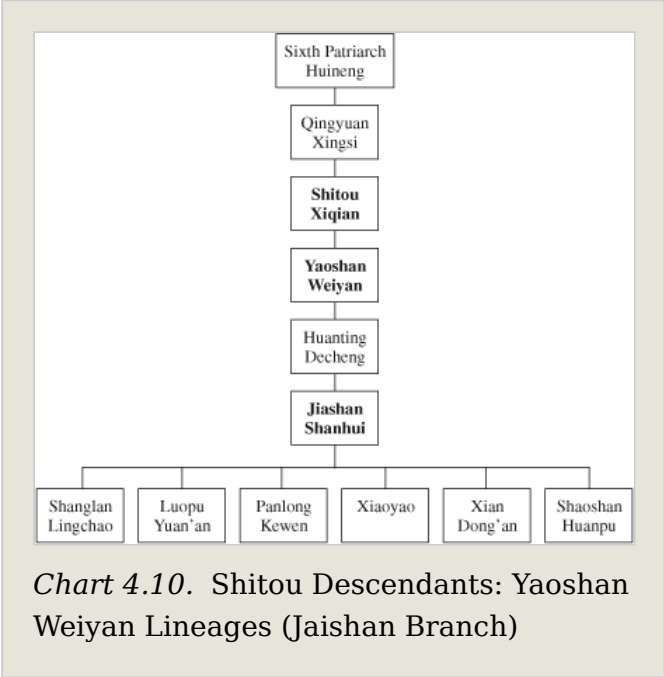 Sixth Patriarch
Huineng
Qingyuan
Xingsi
Shitou
Xiqian
Yaoshan
Weiyan
Huanting
Decheng
Jiashan
Shanhui
Shanglan
Lingchao
Luopu
Yuan'an
Panlong
Kewen
Xiaoyao
Xian
Dong'an
Shaoshan
Huanpu
Chart 4.10. Shitou Descendants: Yaoshan
Weiyan Lineages (Jaishan Branch)